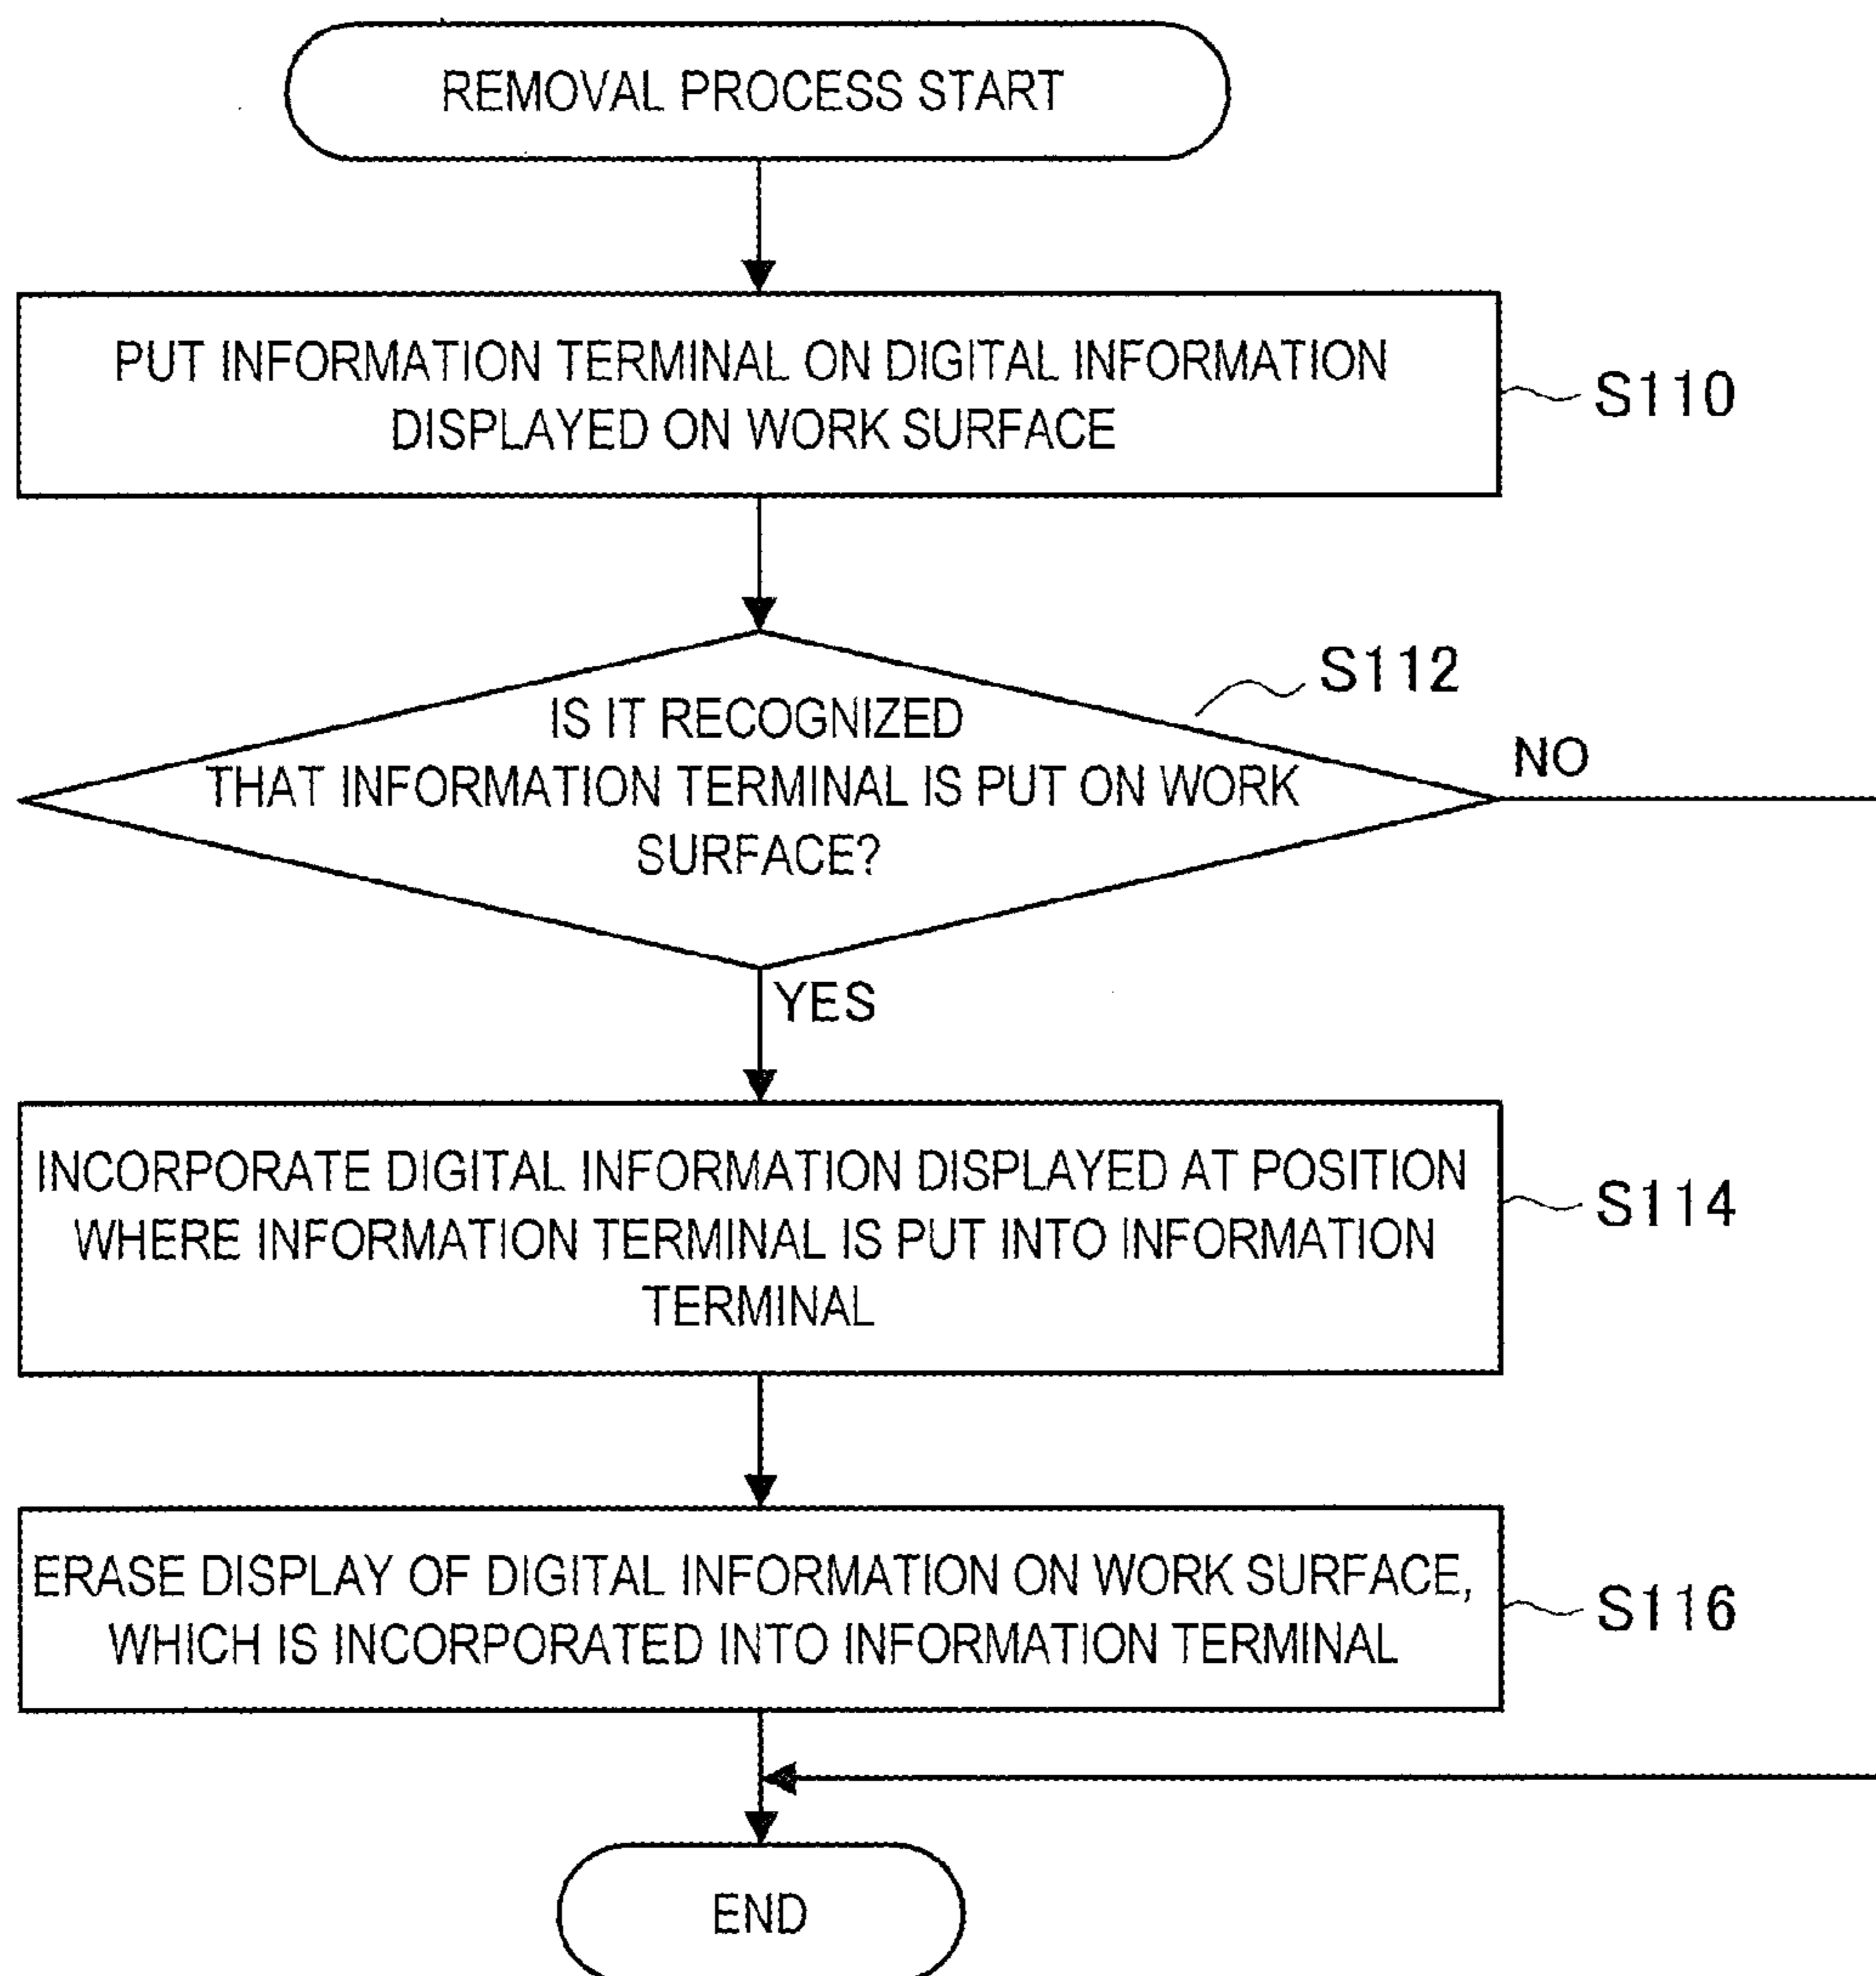 REMOVAL PROCESS START
PUT INFORMATION TERMINAL ON DIGITAL INFORMATION
DISPLAYED ON WORK SURFACE
S110
S112
IS IT RECOGNIZED
THAT INFORMATION TERMINAL IS PUT ON WORK
SURFACE?
NO
YES
INCORPORATE DIGITAL INFORMATION DISPLAYED AT POSITION
WHERE INFORMATION TERMINAL IS PUT INTO INFORMATION
TERMINAL
S114
ERASE DISPLAY OF DIGITAL INFORMATION ON WORK SURFACE,
WHICH IS INCORPORATED INTO INFORMATION TERMINAL
S116
END